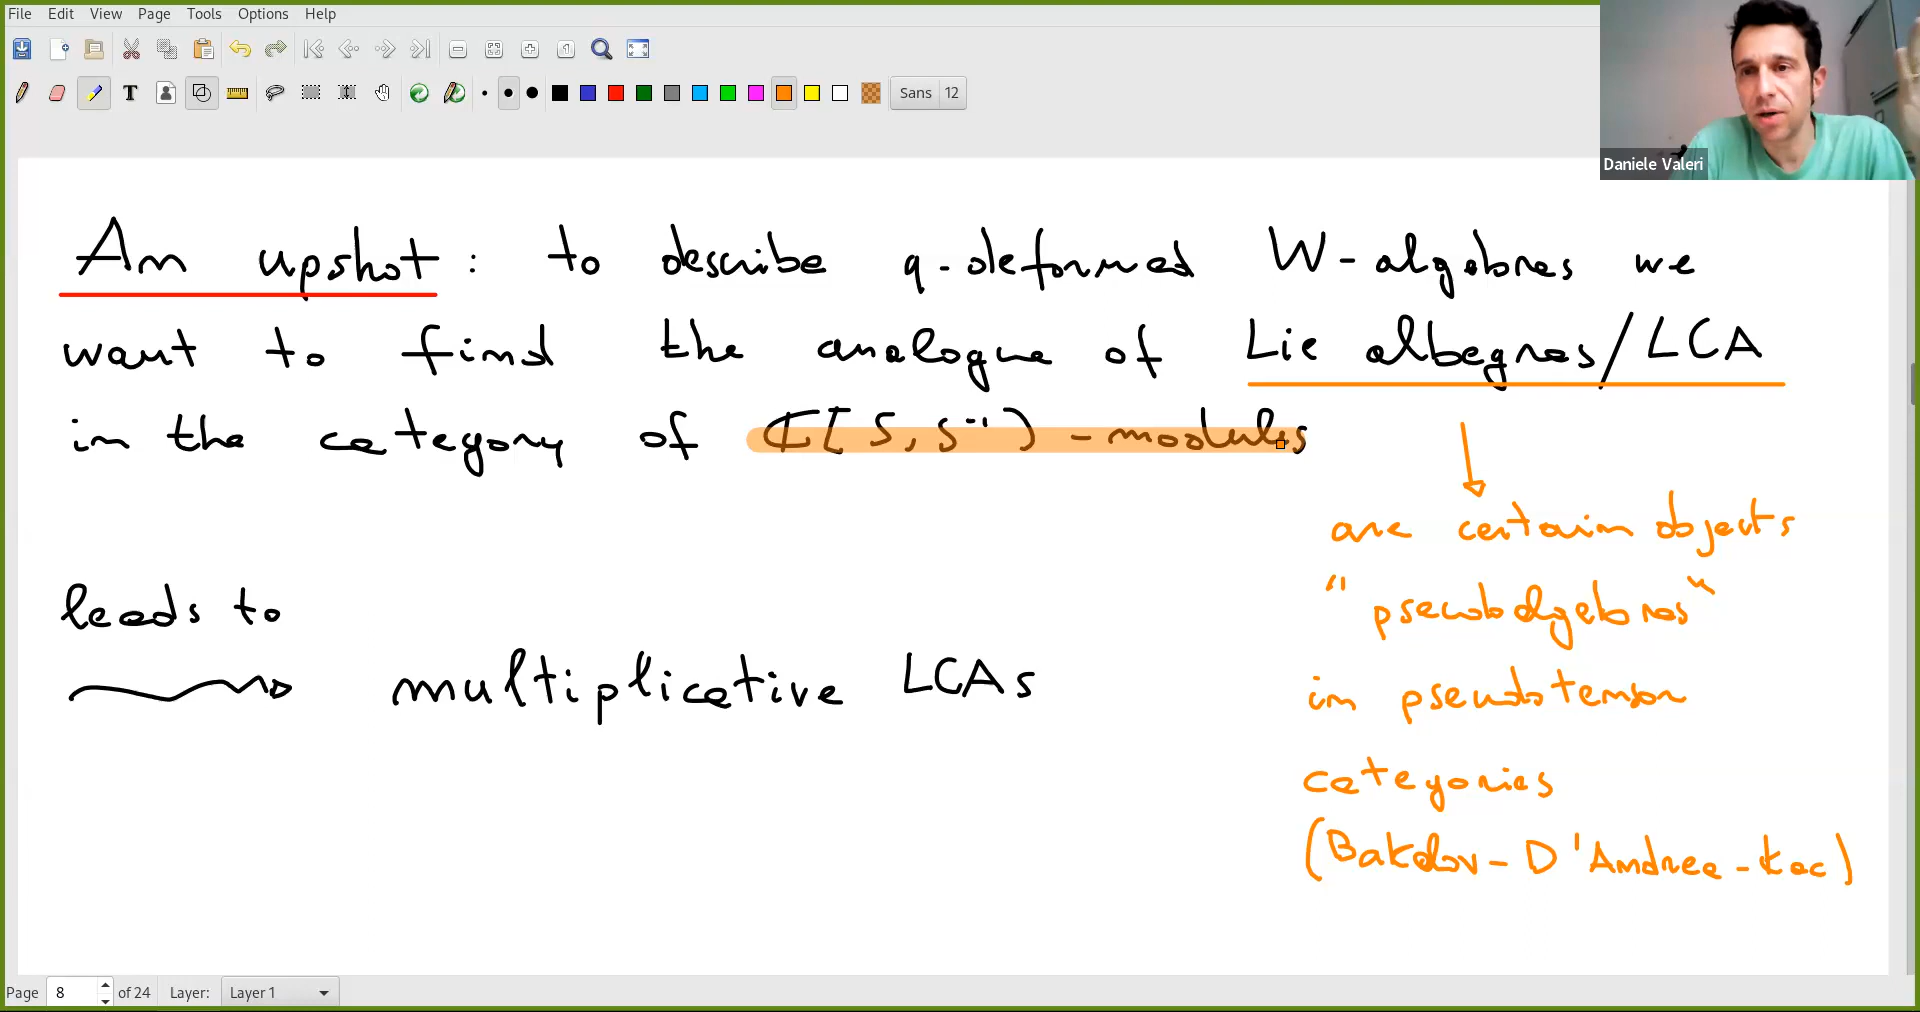 File Edit View Page Tools Options Help
Sans 12
Daniele Valeri
An upshot: to describe q-deformed W-algebras we
want to find the analogue of Lie albegras/LCA
in the category of ℂ[S, S⁻¹]-modules
are certain objects
"pseudoalgebras"
in pseudotensor
categories
(Bakalov-D'Andrea-Kac)
leads to
multiplicative LCAs
Page 8 of 24 Layer: Layer 1